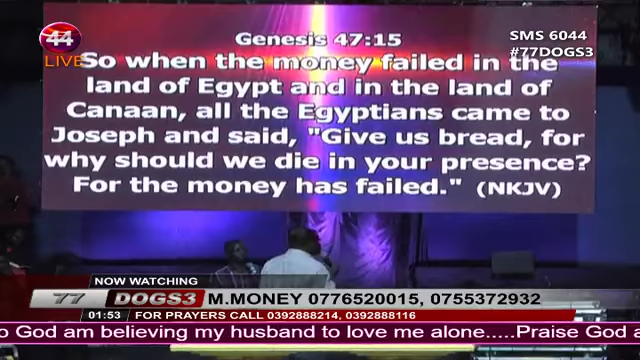 44
LIVE
SMS 6044
#77DOGS3
Genesis 47:15
So when the money failed in the
land of Egypt and in the land of
Canaan, all the Egyptians came to
Joseph and said, "Give us bread, for
why should we die in your presence?
For the money has failed." (NKJV)
NOW WATCHING
77 DOGS3 M.MONEY 0776520015, 0755372932
01:53 FOR PRAYERS CALL 0392888214, 0392888116
o God am believing my husband to love me alone.....Praise God a